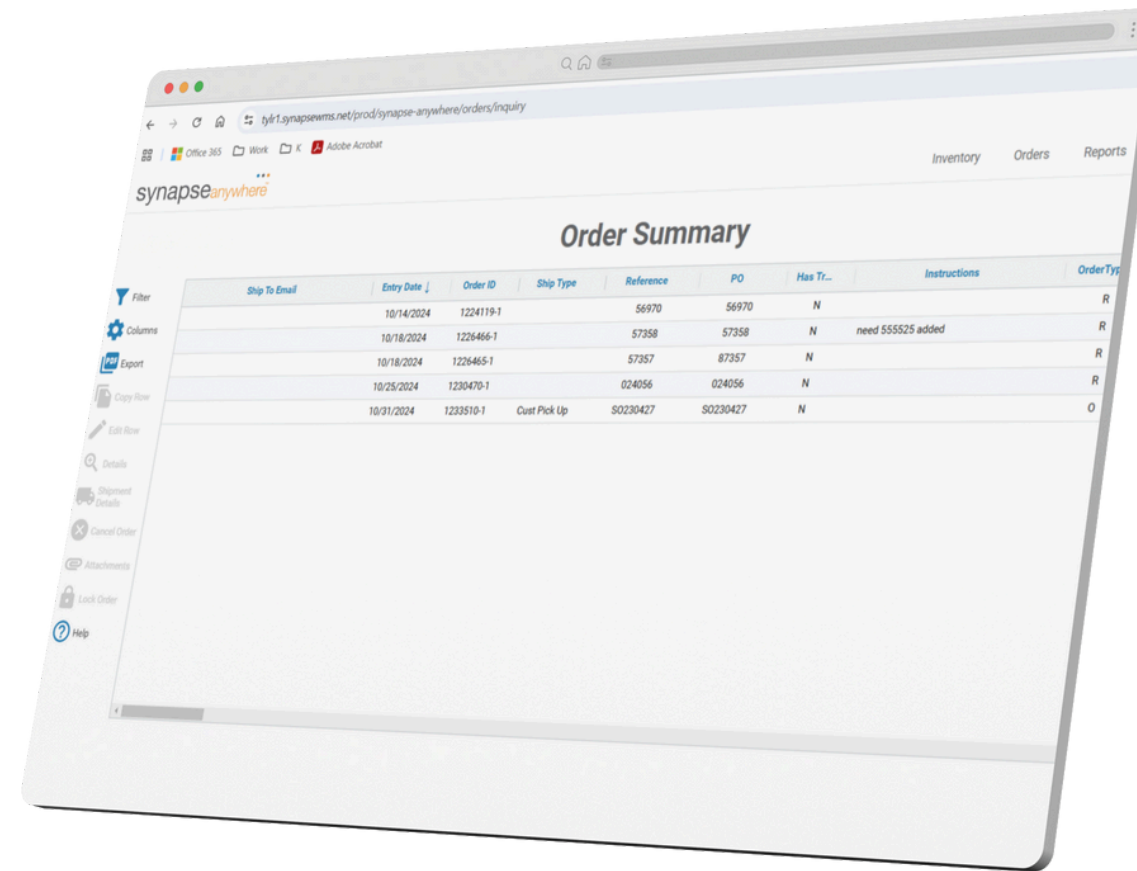 tylr1.synapsewms.net/prod/synapse-anywhere/orders/inquiry
Office 365 Work K Adobe Acrobat
synapseanywhere
Inventory Orders Reports
Order Summary
Ship To Email Entry Date ↓ Order ID Ship Type Reference PO Has Tr... Instructions OrderTyp
10/14/2024 1224119-1 56970 56970 N R
10/18/2024 1226466-1 57358 57358 N need 555525 added R
10/18/2024 1226465-1 57357 87357 N R
10/25/2024 1230470-1 024056 024056 N R
10/31/2024 1233510-1 Cust Pick Up SO230427 SO230427 N O
Filter
Columns
PDF Export
Copy Row
Edit Row
Details
Shipment
Details
Cancel Order
Attachments
Lock Order
? Help